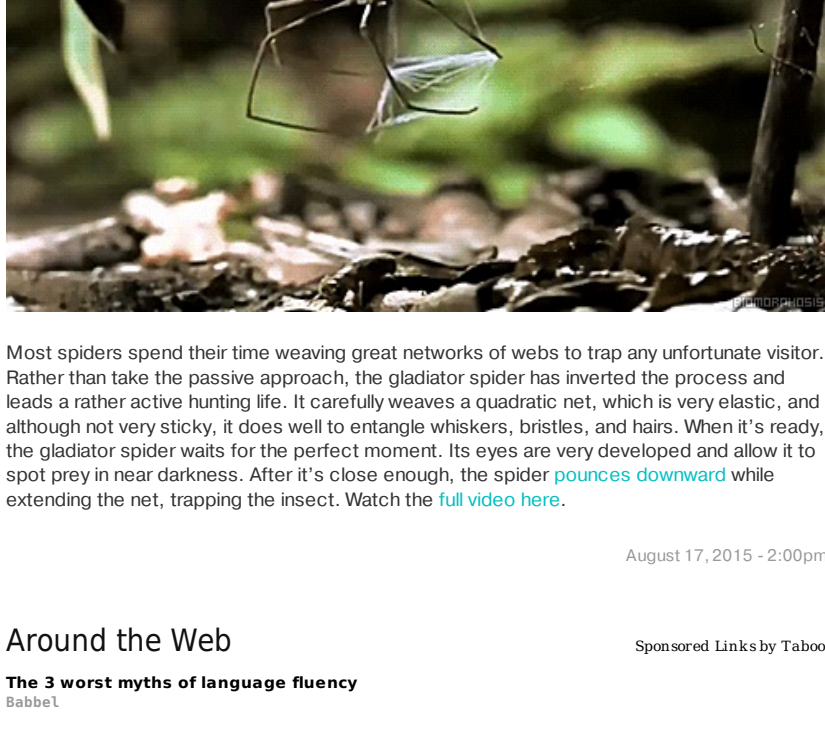 BIOMORPHOSIS
Most spiders spend their time weaving great networks of webs to trap any unfortunate visitor.
Rather than take the passive approach, the gladiator spider has inverted the process and
leads a rather active hunting life. It carefully weaves a quadratic net, which is very elastic, and
although not very sticky, it does well to entangle whiskers, bristles, and hairs. When it's ready,
the gladiator spider waits for the perfect moment. Its eyes are very developed and allow it to
spot prey in near darkness. After it's close enough, the spider pounces downward while
extending the net, trapping the insect. Watch the full video here.
August 17, 2015 - 2:00pm
Around the Web
Sponsored Links by Taboo
The 3 worst myths of language fluency
Babbel